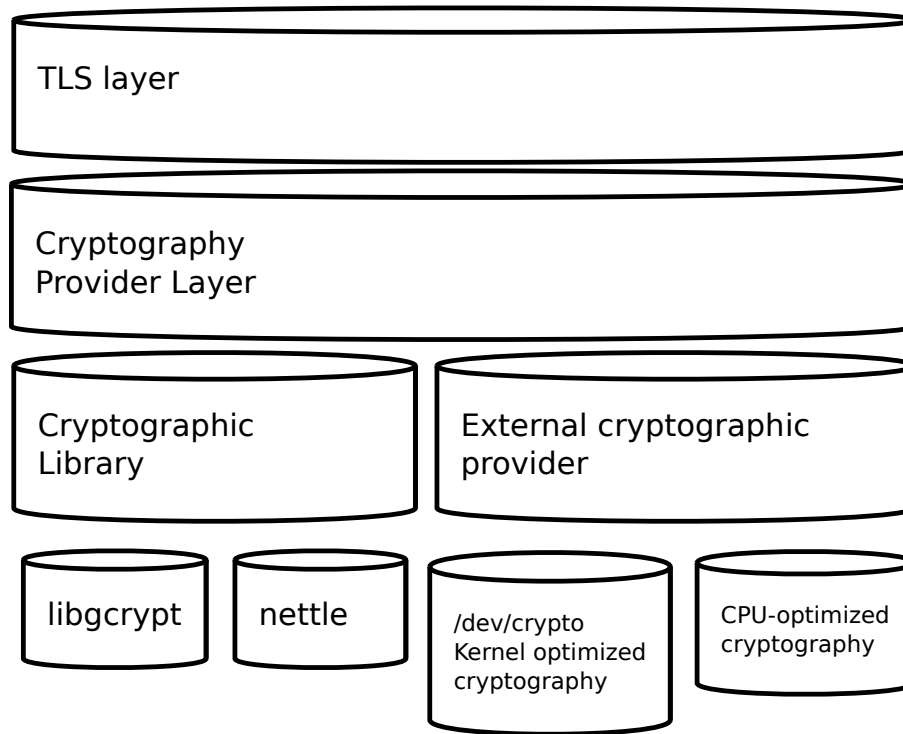 TLS layer
Cryptography
Provider Layer
Cryptographic
Library
External cryptographic
provider
libgcrypt
nettle
/dev/crypto
Kernel optimized
cryptography
CPU-optimized
cryptography